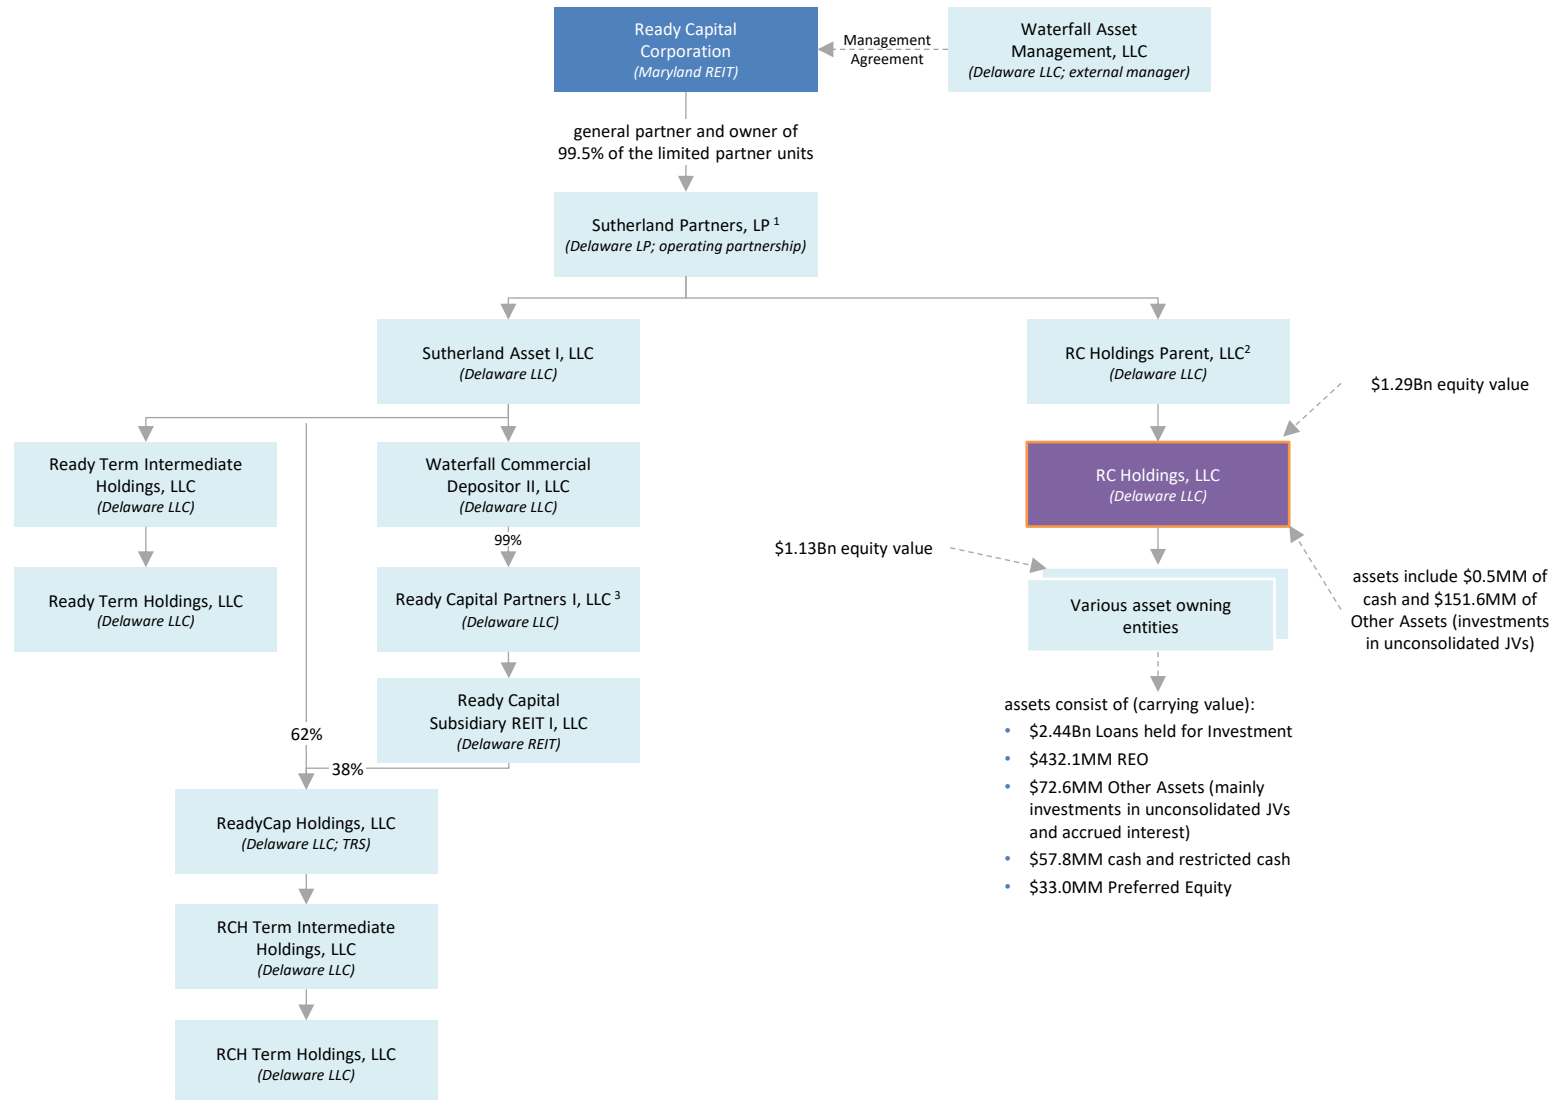 Ready Capital
Corporation
(Maryland REIT)
Management
Agreement
Waterfall Asset
Management, LLC
(Delaware LLC; external manager)
general partner and owner of
99.5% of the limited partner units
Sutherland Partners, LP 1
(Delaware LP; operating partnership)
Sutherland Asset I, LLC
(Delaware LLC)
RC Holdings Parent, LLC2
(Delaware LLC)
$1.29Bn equity value
Ready Term Intermediate
Holdings, LLC
(Delaware LLC)
Waterfall Commercial
Depositor II, LLC
(Delaware LLC)
RC Holdings, LLC
(Delaware LLC)
99%
$1.13Bn equity value
Ready Term Holdings, LLC
(Delaware LLC)
Ready Capital Partners I, LLC 3
(Delaware LLC)
Various asset owning
entities
assets include $0.5MM of
cash and $151.6MM of
Other Assets (investments
in unconsolidated JVs)
Ready Capital
Subsidiary REIT I, LLC
(Delaware REIT)
62%
38%
assets consist of (carrying value):
• $2.44Bn Loans held for Investment
• $432.1MM REO
• $72.6MM Other Assets (mainly
investments in unconsolidated JVs
and accrued interest)
• $57.8MM cash and restricted cash
• $33.0MM Preferred Equity
ReadyCap Holdings, LLC
(Delaware LLC; TRS)
RCH Term Intermediate
Holdings, LLC
(Delaware LLC)
RCH Term Holdings, LLC
(Delaware LLC)